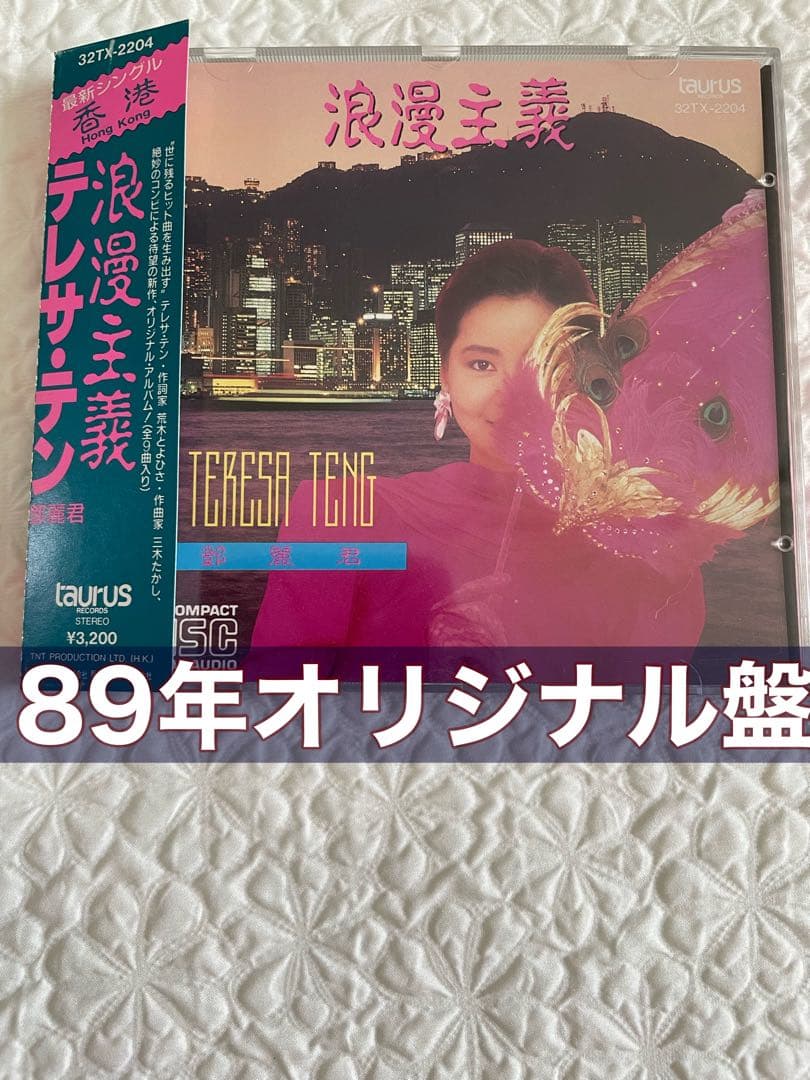 32TX-2204
最新シングル
香港
Hong Kong
浪漫主義
テレサ・テン
鄧麗君
"世に残るヒット曲を生み出す"テレサ・テン・作詞家 荒木とよひさ・作曲家 三木たかし、
絶妙のコンビによる待望の新作、オリジナル・アルバム!(全9曲入り)
taurus
RECORDS
STEREO
¥3,200
TNT PRODUCTION LTD. (H.K.)
浪漫主義
taurus
32TX-2204
TERESA TENG
鄧麗君
COMPACT
DISC
AUDIO
89年オリジナル盤